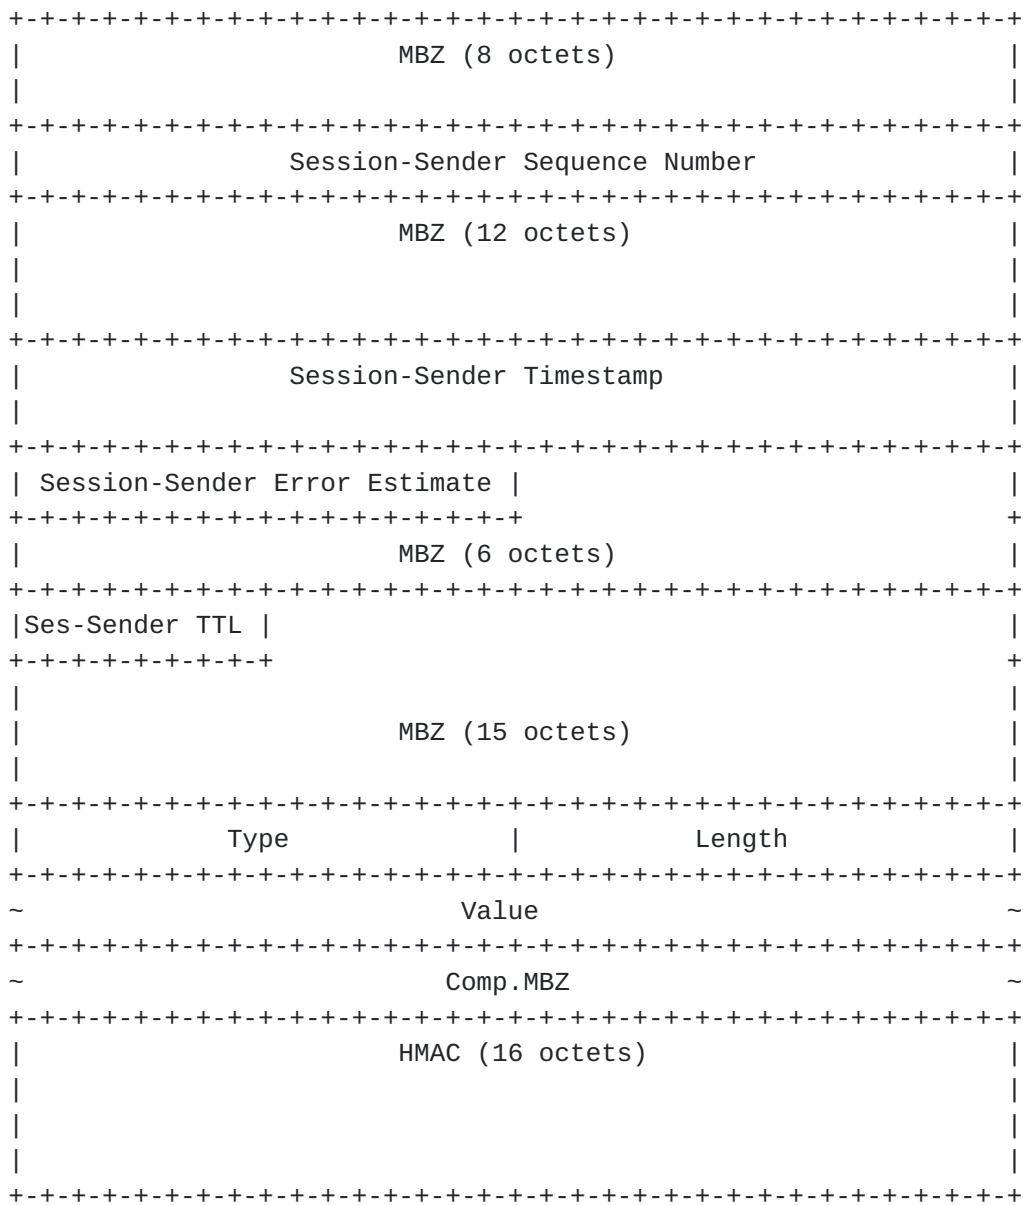 +-+-+-+-+-+-+-+-+-+-+-+-+-+-+-+-+-+-+-+-+-+-+-+-+-+-+-+-+-+-+-+-+
|                        MBZ (8 octets)                         |
|                                                               |
+-+-+-+-+-+-+-+-+-+-+-+-+-+-+-+-+-+-+-+-+-+-+-+-+-+-+-+-+-+-+-+-+
|                 Session-Sender Sequence Number                |
+-+-+-+-+-+-+-+-+-+-+-+-+-+-+-+-+-+-+-+-+-+-+-+-+-+-+-+-+-+-+-+-+
|                        MBZ (12 octets)                        |
|                                                               |
|                                                               |
+-+-+-+-+-+-+-+-+-+-+-+-+-+-+-+-+-+-+-+-+-+-+-+-+-+-+-+-+-+-+-+-+
|                 Session-Sender Timestamp                      |
|                                                               |
+-+-+-+-+-+-+-+-+-+-+-+-+-+-+-+-+-+-+-+-+-+-+-+-+-+-+-+-+-+-+-+-+
| Session-Sender Error Estimate |                               |
+-+-+-+-+-+-+-+-+-+-+-+-+-+-+-+-+                               +
|                        MBZ (6 octets)                         |
+-+-+-+-+-+-+-+-+-+-+-+-+-+-+-+-+-+-+-+-+-+-+-+-+-+-+-+-+-+-+-+-+
|Ses-Sender TTL |                                               |
+-+-+-+-+-+-+-+-+                                               +
|                                                               |
|                        MBZ (15 octets)                        |
|                                                               |
+-+-+-+-+-+-+-+-+-+-+-+-+-+-+-+-+-+-+-+-+-+-+-+-+-+-+-+-+-+-+-+-+
|             Type              |           Length              |
+-+-+-+-+-+-+-+-+-+-+-+-+-+-+-+-+-+-+-+-+-+-+-+-+-+-+-+-+-+-+-+-+
~                            Value                              ~
+-+-+-+-+-+-+-+-+-+-+-+-+-+-+-+-+-+-+-+-+-+-+-+-+-+-+-+-+-+-+-+-+
~                           Comp.MBZ                            ~
+-+-+-+-+-+-+-+-+-+-+-+-+-+-+-+-+-+-+-+-+-+-+-+-+-+-+-+-+-+-+-+-+
|                        HMAC (16 octets)                       |
|                                                               |
|                                                               |
|                                                               |
+-+-+-+-+-+-+-+-+-+-+-+-+-+-+-+-+-+-+-+-+-+-+-+-+-+-+-+-+-+-+-+-+